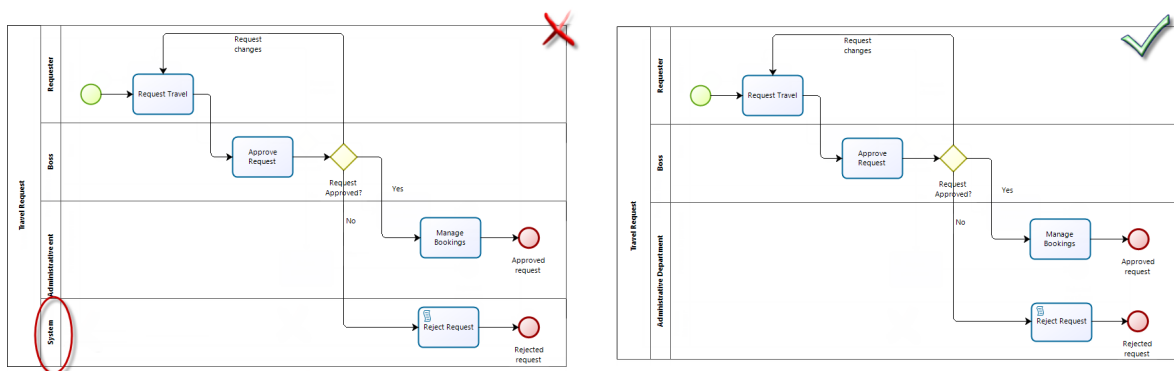 Travel Request
Requester
Request
changes
Request Travel
Boss
Approve
Request
Request
Approved?
Yes
No
Administrative ent
Manage
Bookings
Approved
request
System
Reject Request
Rejected
request
Travel Request
Requester
Request
changes
Request Travel
Boss
Approve
Request
Request
Approved?
Yes
No
Administrative Department
Manage
Bookings
Approved
request
Reject Request
Rejected
request